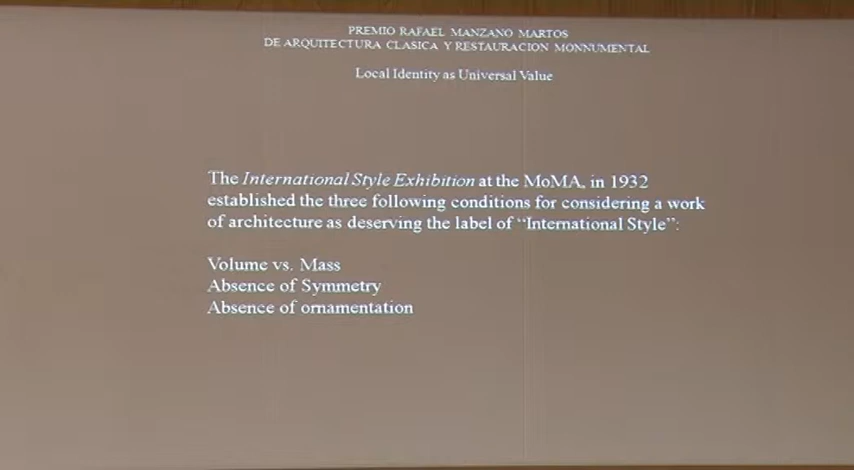 PREMIO RAFAEL MANZANO MARTOS
DE ARQUITECTURA CLASICA Y RESTAURACION MONNUMENTAL
Local Identity as Universal Value
The International Style Exhibition at the MoMA, in 1932
established the three following conditions for considering a work
of architecture as deserving the label of “International Style”:
Volume vs. Mass
Absence of Symmetry
Absence of ornamentation